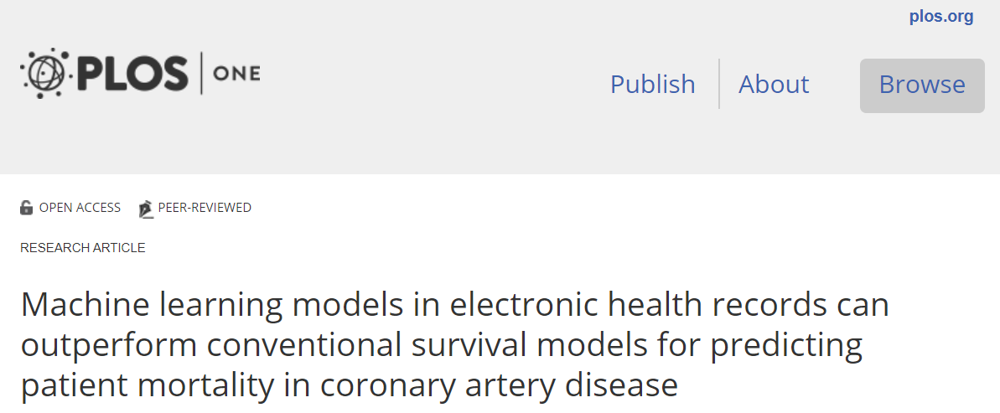 plos.org
PLOS ONE
Publish About Browse
OPEN ACCESS PEER-REVIEWED
RESEARCH ARTICLE
Machine learning models in electronic health records can
outperform conventional survival models for predicting
patient mortality in coronary artery disease